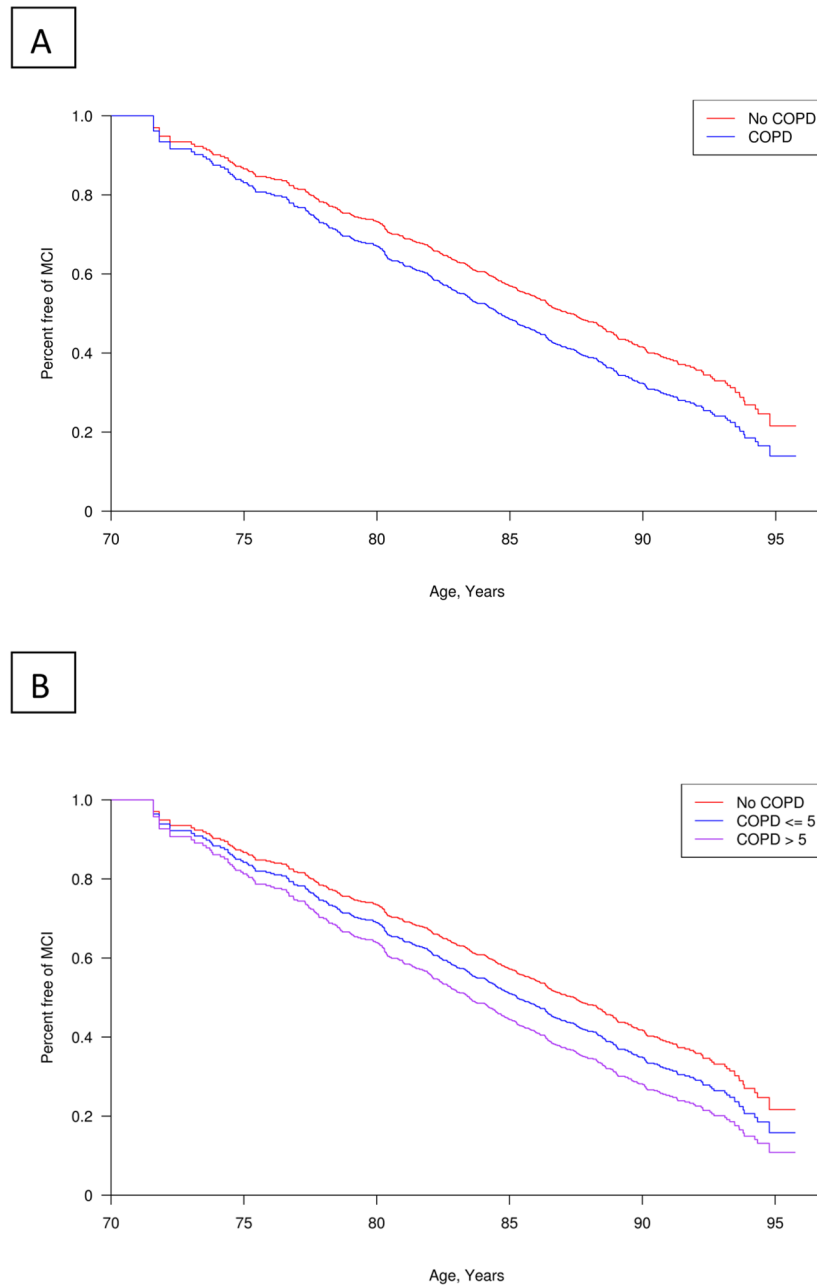 A
1.0
0.8
0.6
0.4
0.2
0
Percent free of MCI
No COPD
COPD
70 75 80 85 90 95
Age, Years
B
1.0
0.8
0.6
0.4
0.2
0
Percent free of MCI
No COPD
COPD <= 5
COPD > 5
70 75 80 85 90 95
Age, Years